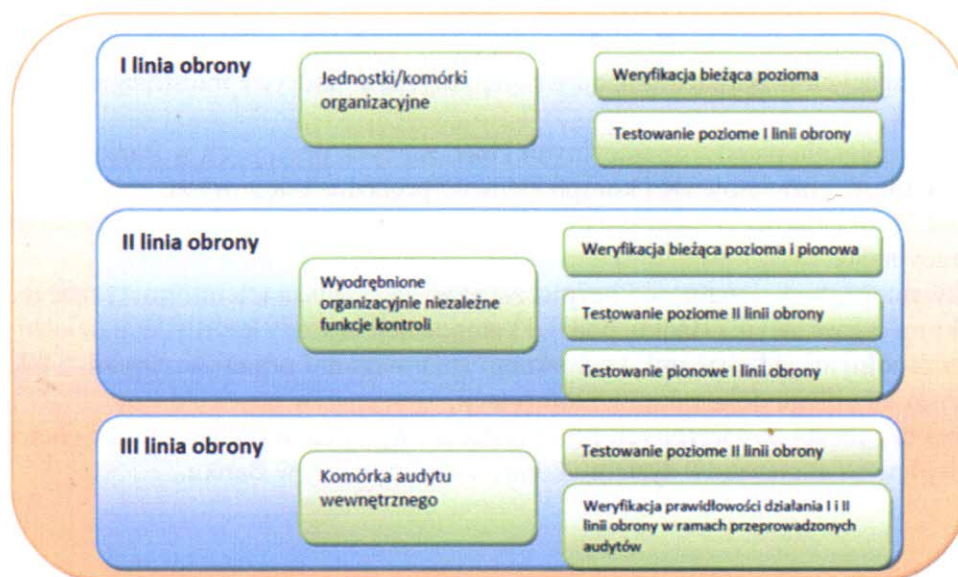 I linia obrony
Jednostki/komórki
organizacyjne
Weryfikacja bieżąca pozioma
Testowanie poziome I linii obrony
II linia obrony
Wyodrębnione
organizacyjnie niezależne
funkcje kontroli
Weryfikacja bieżąca pozioma i pionowa
Testowanie poziome II linii obrony
Testowanie pionowe I linii obrony
III linia obrony
Komórka audytu
wewnętrznego
Testowanie poziome II linii obrony
Weryfikacja prawidłowości działania I i II
linii obrony w ramach przeprowadzonych
audytów